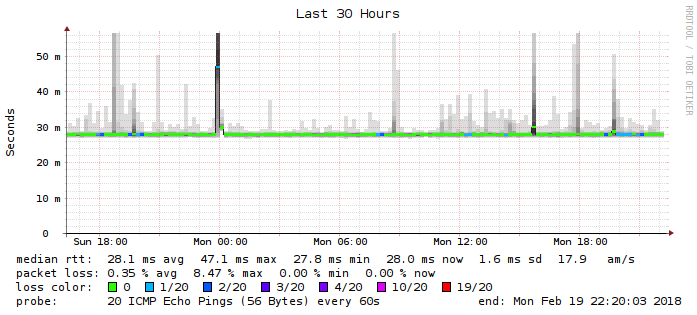 Last 30 Hours
RRDTOOL / TOBI OETIKER
Seconds
50 m
40 m
30 m
20 m
10 m
0
Sun 18:00 Mon 00:00 Mon 06:00 Mon 12:00 Mon 18:00
median rtt: 28.1 ms avg 47.1 ms max 27.8 ms min 28.0 ms now 1.6 ms sd 17.9 am/s
packet loss: 0.35 % avg 8.47 % max 0.00 % min 0.00 % now
loss color: 0 1/20 2/20 3/20 4/20 10/20 19/20
probe: 20 ICMP Echo Pings (56 Bytes) every 60s end: Mon Feb 19 22:20:03 2018